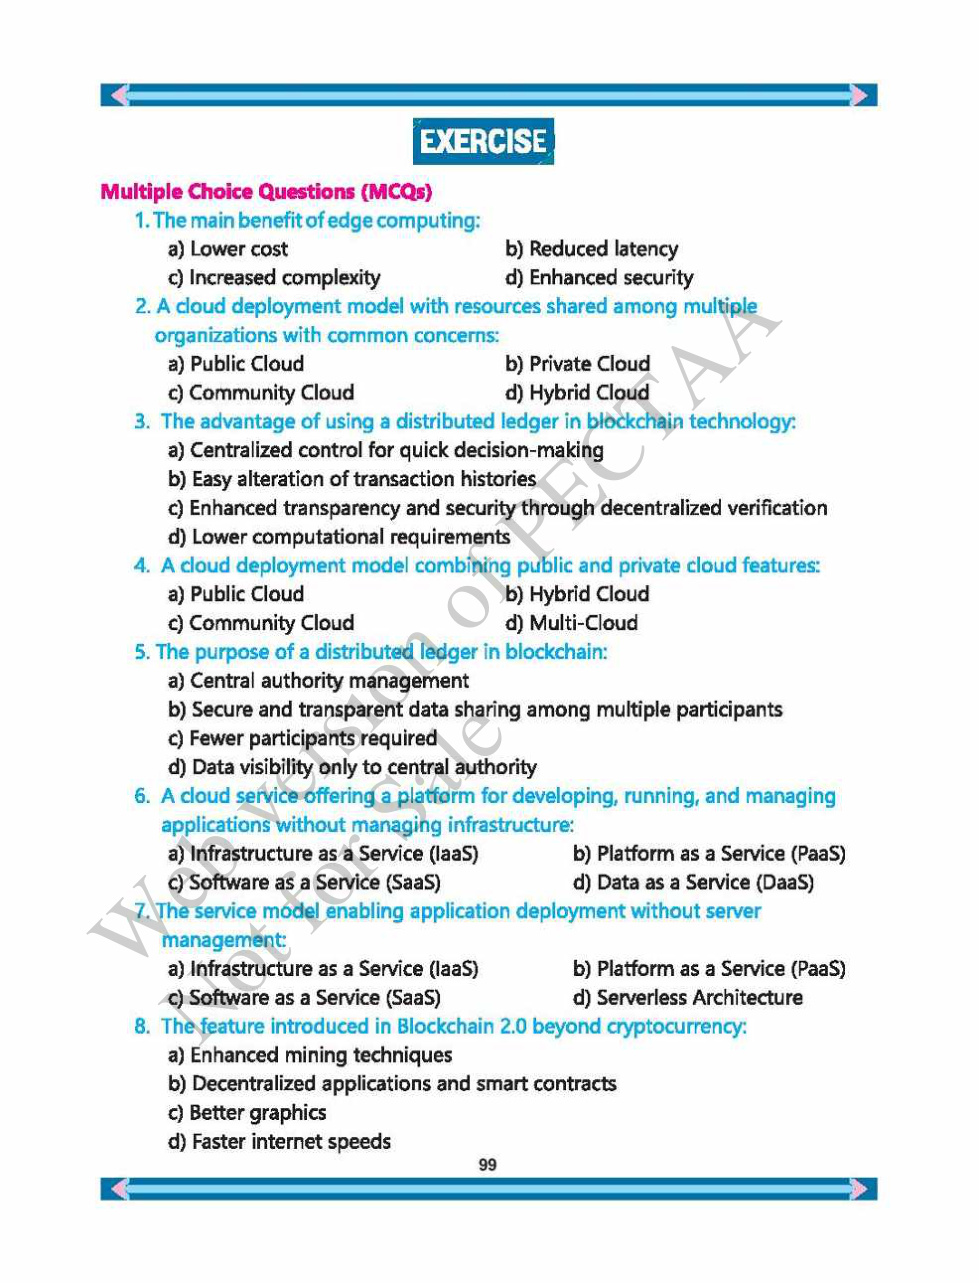 EXERCISE
Multiple Choice Questions (MCQs)
1. The main benefit of edge computing:
a) Lower cost b) Reduced latency
c) Increased complexity d) Enhanced security
2. A cloud deployment model with resources shared among multiple
organizations with common concerns:
a) Public Cloud b) Private Cloud
c) Community Cloud d) Hybrid Cloud
3. The advantage of using a distributed ledger in blockchain technology:
a) Centralized control for quick decision-making
b) Easy alteration of transaction histories
c) Enhanced transparency and security through decentralized verification
d) Lower computational requirements
4. A cloud deployment model combining public and private cloud features:
a) Public Cloud b) Hybrid Cloud
c) Community Cloud d) Multi-Cloud
5. The purpose of a distributed ledger in blockchain:
a) Central authority management
b) Secure and transparent data sharing among multiple participants
c) Fewer participants required
d) Data visibility only to central authority
6. A cloud service offering a platform for developing, running, and managing
applications without managing infrastructure:
a) Infrastructure as a Service (IaaS) b) Platform as a Service (PaaS)
c) Software as a Service (SaaS) d) Data as a Service (DaaS)
7. The service model enabling application deployment without server
management:
a) Infrastructure as a Service (IaaS) b) Platform as a Service (PaaS)
c) Software as a Service (SaaS) d) Serverless Architecture
8. The feature introduced in Blockchain 2.0 beyond cryptocurrency:
a) Enhanced mining techniques
b) Decentralized applications and smart contracts
c) Better graphics
d) Faster internet speeds
99
Web version of PECTAA
Not for Sale